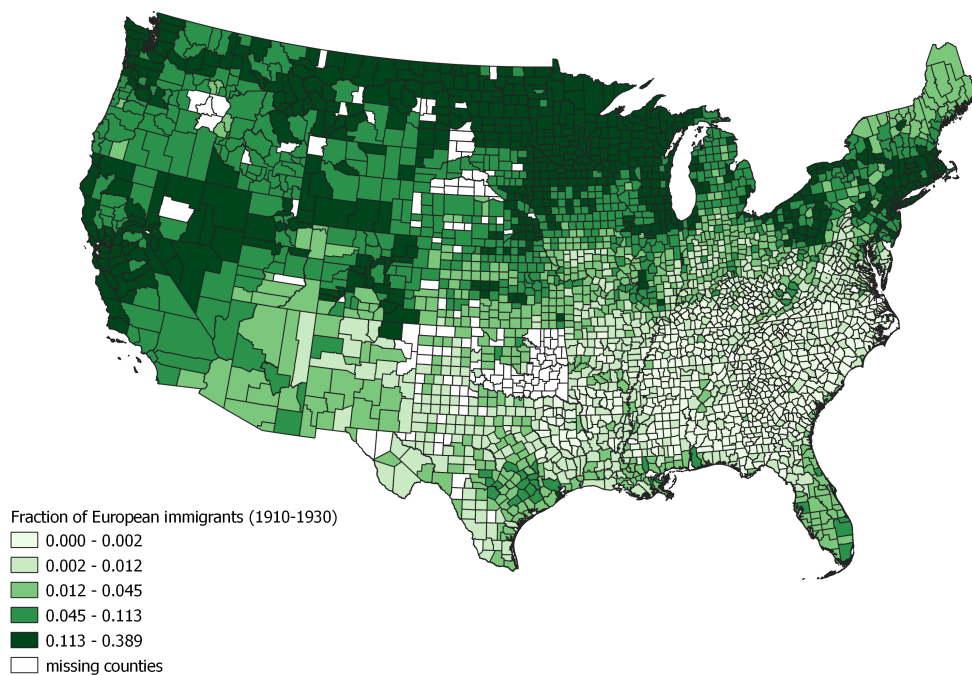 Fraction of European immigrants (1910-1930)
0.000 - 0.002
0.002 - 0.012
0.012 - 0.045
0.045 - 0.113
0.113 - 0.389
missing counties